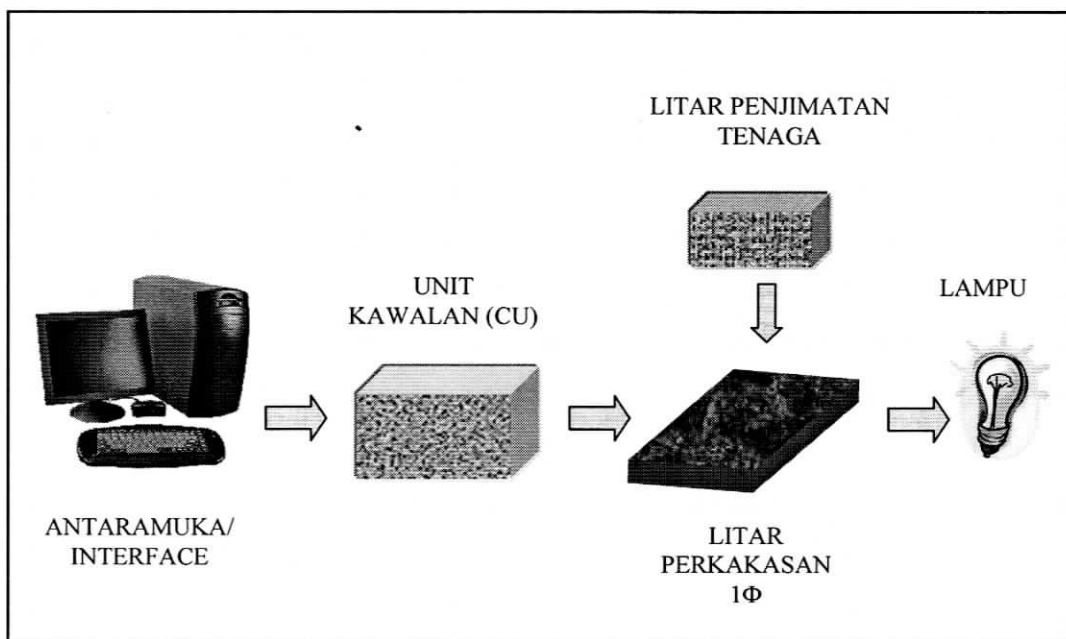 LITAR PENJIMATAN
TENAGA
UNIT
KAWALAN (CU)
LAMPU
ANTARAMUKA/
INTERFACE
LITAR
PERKAKASAN
1Φ